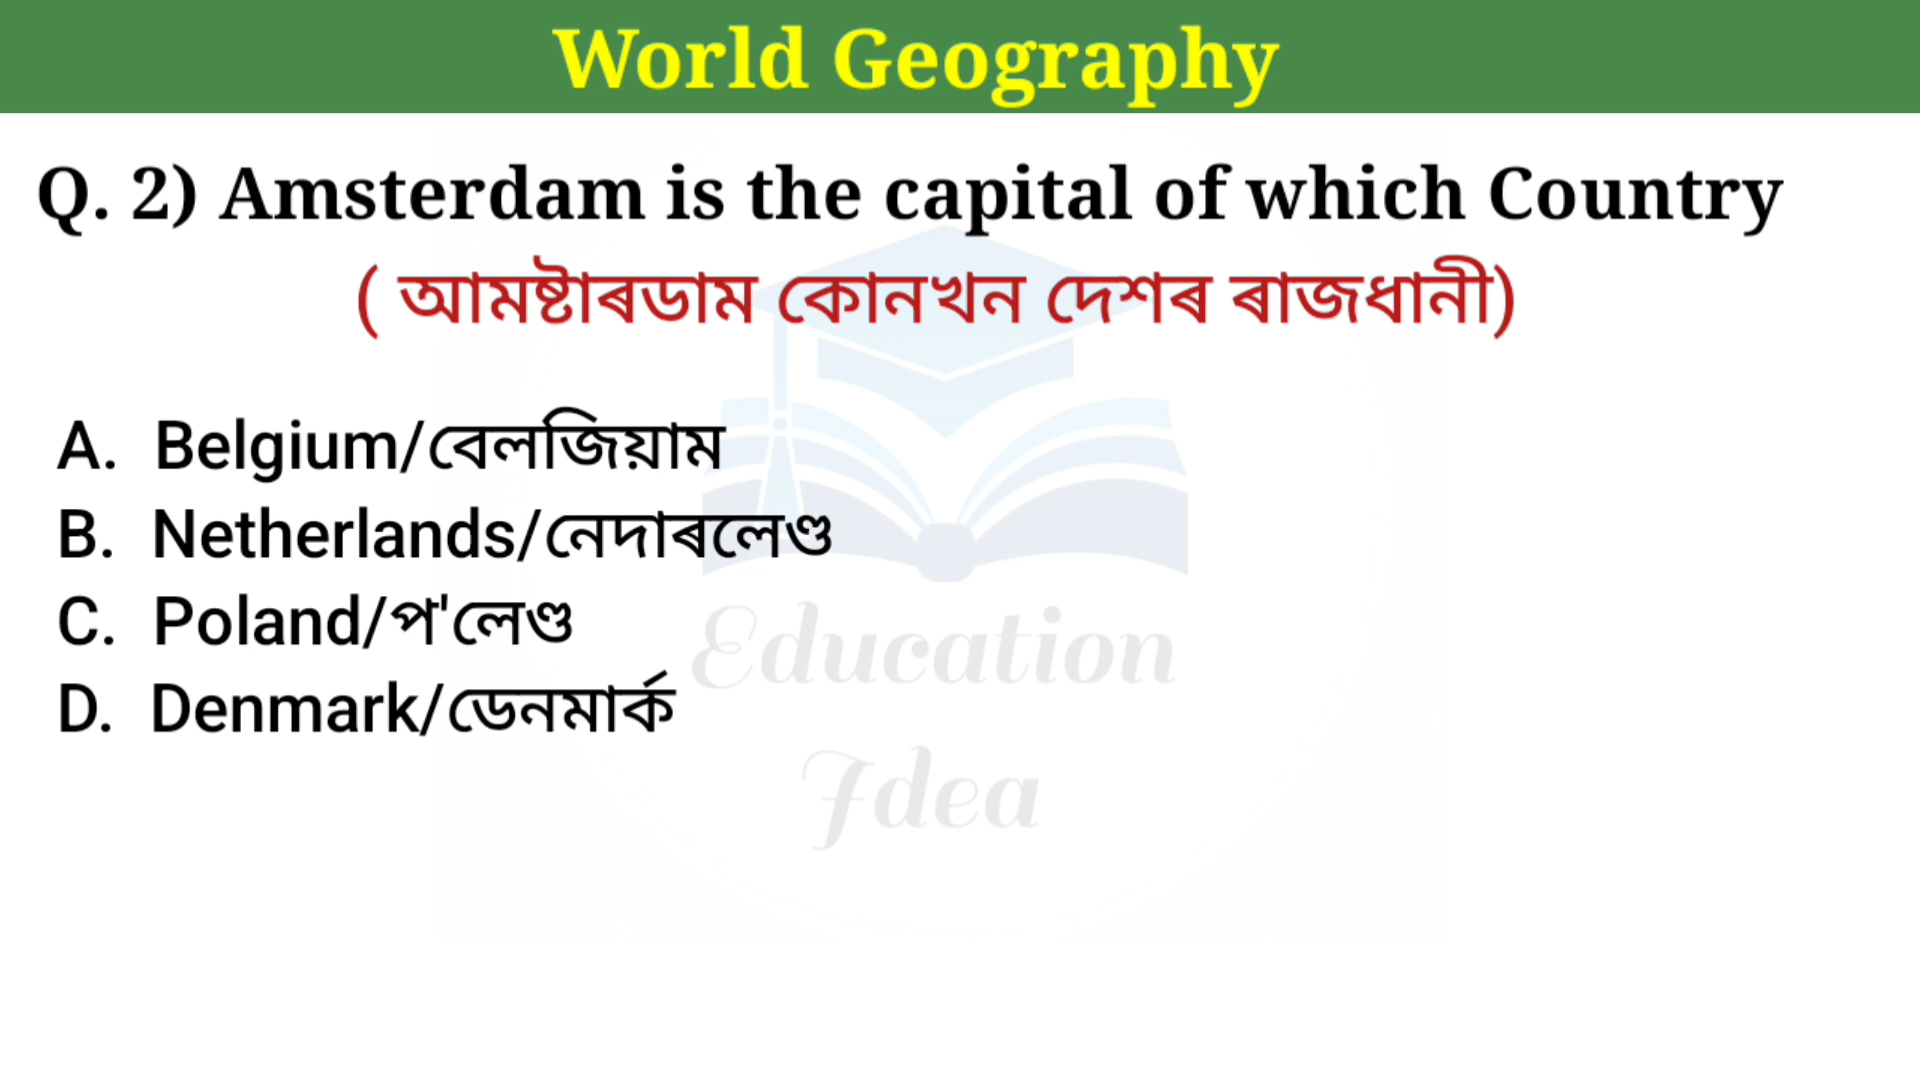 World Geography
Q. 2) Amsterdam is the capital of which Country
( আমষ্টাৰডাম কোনখন দেশৰ ৰাজধানী)
A. Belgium/বেলজিয়াম
B. Netherlands/নেদাৰলেণ্ড
C. Poland/প'লেণ্ড
D. Denmark/ডেনমাৰ্ক
Education
Idea